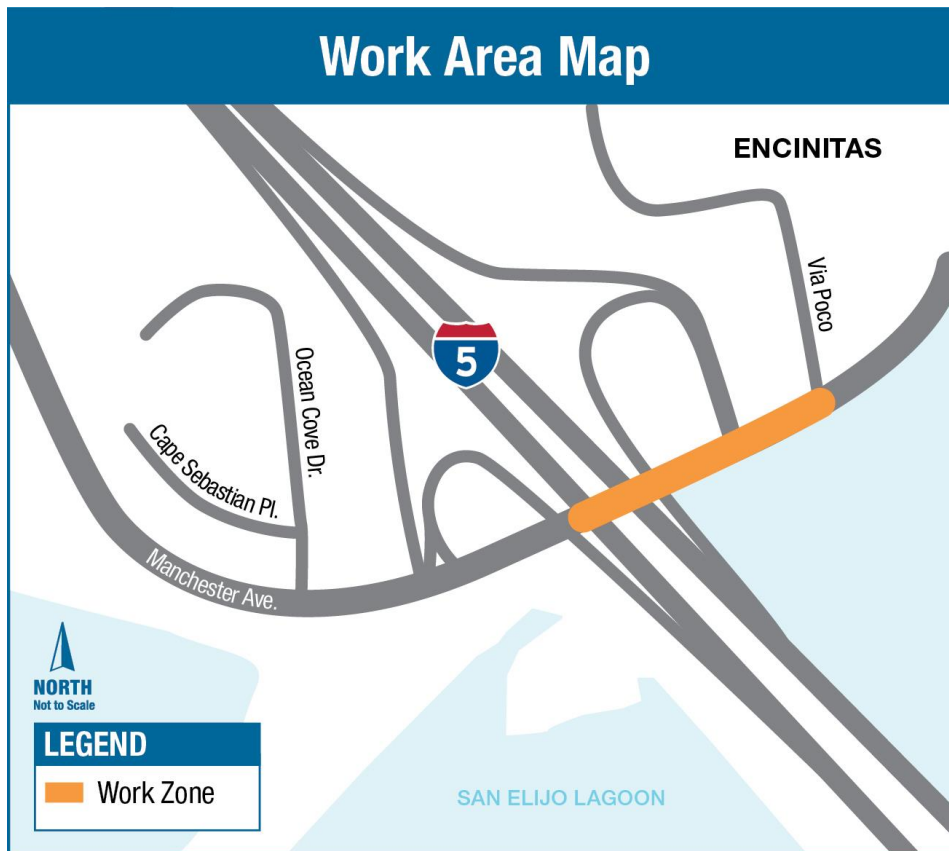 Work Area Map
ENCINITAS
Via Poco
5
Ocean Cove Dr.
Cape Sebastian Pl.
Manchester Ave.
NORTH
Not to Scale
LEGEND
Work Zone
SAN ELIJO LAGOON